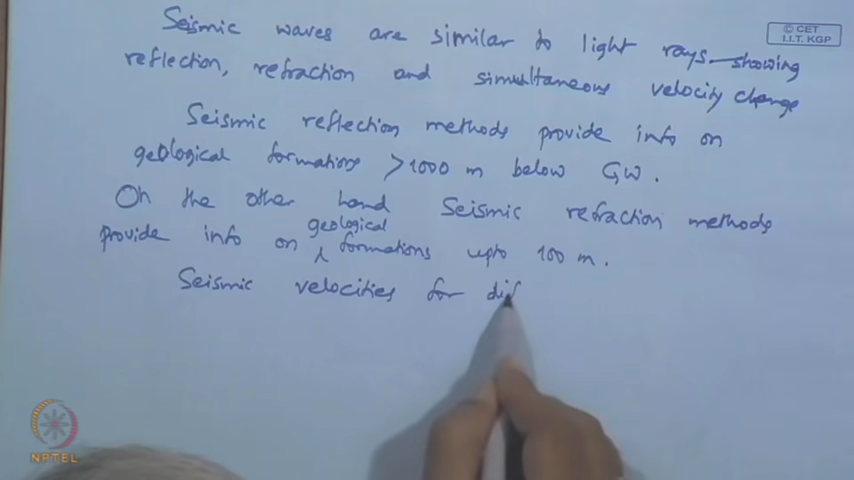 © CET
I.I.T. KGP
Seismic waves are similar to light rays - showing
reflection, refraction and simultaneous velocity change
Seismic reflection methods provide info on
geological formations >1000 m below GW.
On the other hand Seismic refraction methods
geological
provide info on λ formations upto 100 m.
Seismic velocities for dif
NPTEL